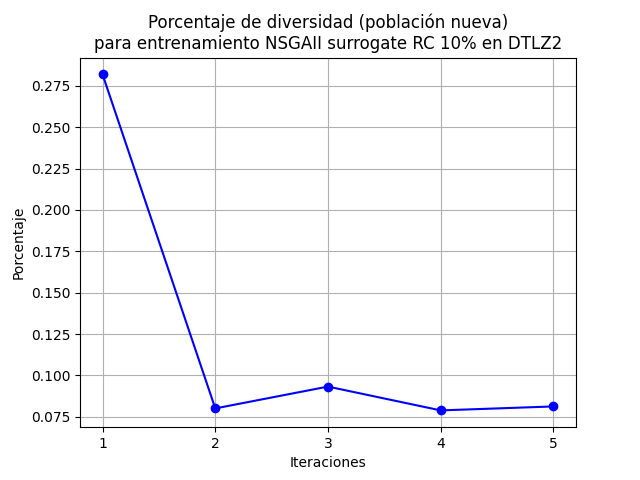 Porcentaje de diversidad (población nueva)
para entrenamiento NSGAII surrogate RC 10% en DTLZ2
0.275
0.250
0.225
0.200
0.175
0.150
0.125
0.100
0.075
Porcentaje
1 2 3 4 5
Iteraciones